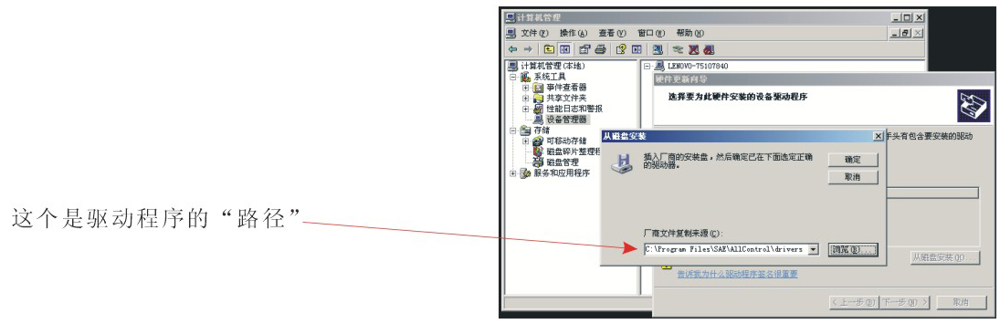 计算机管理
文件(F) 操作(A) 查看(V) 窗口(W) 帮助(H)
计算机管理(本地)
系统工具
事件查看器
共享文件夹
性能日志和警报
设备管理器
存储
可移动存储
磁盘碎片整理程
磁盘管理
服务和应用程序
LENOVO-75107840
硬件更新向导
选择要为此硬件安装的设备驱动程序
手头有包含要安装的驱动
从磁盘安装
插入厂商的安装盘，然后确定已在下面选定正确
的驱动器。
确定
取消
这个是驱动程序的“路径”
厂商文件复制来源(C):
C:\Program Files\SAE\AllControl\drivers
浏览(B)...
从磁盘安装(H)...
告诉我为什么驱动程序签名很重要
< 上一步(B) 下一步(N) > 取消